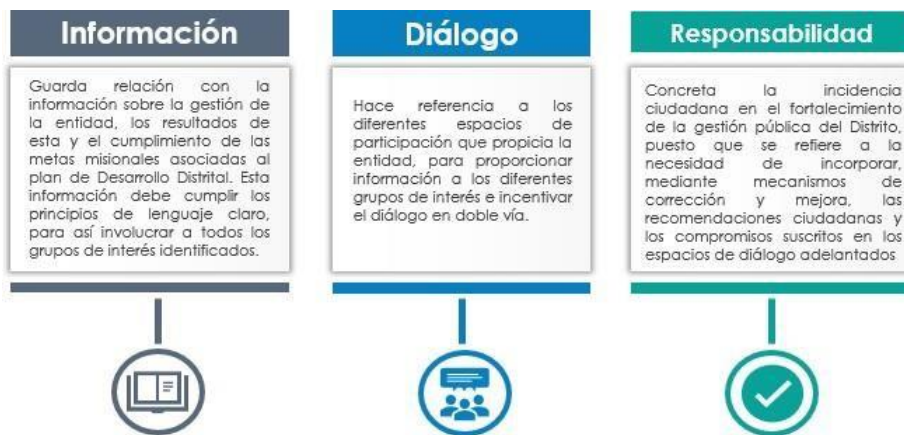 Información
Guarda relación con la
información sobre la gestión de
la entidad, los resultados de
esta y el cumplimiento de las
metas misionales asociadas al
plan de Desarrollo Distrital. Esta
información debe cumplir los
principios de lenguaje claro,
para así involucrar a todos los
grupos de interés identificados.
Diálogo
Hace referencia a los
diferentes espacios de
participación que propicia la
entidad, para proporcionar
información a los diferentes
grupos de interés e incentivar
el diálogo en doble vía.
Responsabilidad
Concreta la incidencia
ciudadana en el fortalecimiento
de la gestión pública del Distrito,
puesto que se refiere a la
necesidad de incorporar,
mediante mecanismos de
corrección y mejora, las
recomendaciones ciudadanas y
los compromisos suscritos en los
espacios de diálogo adelantados